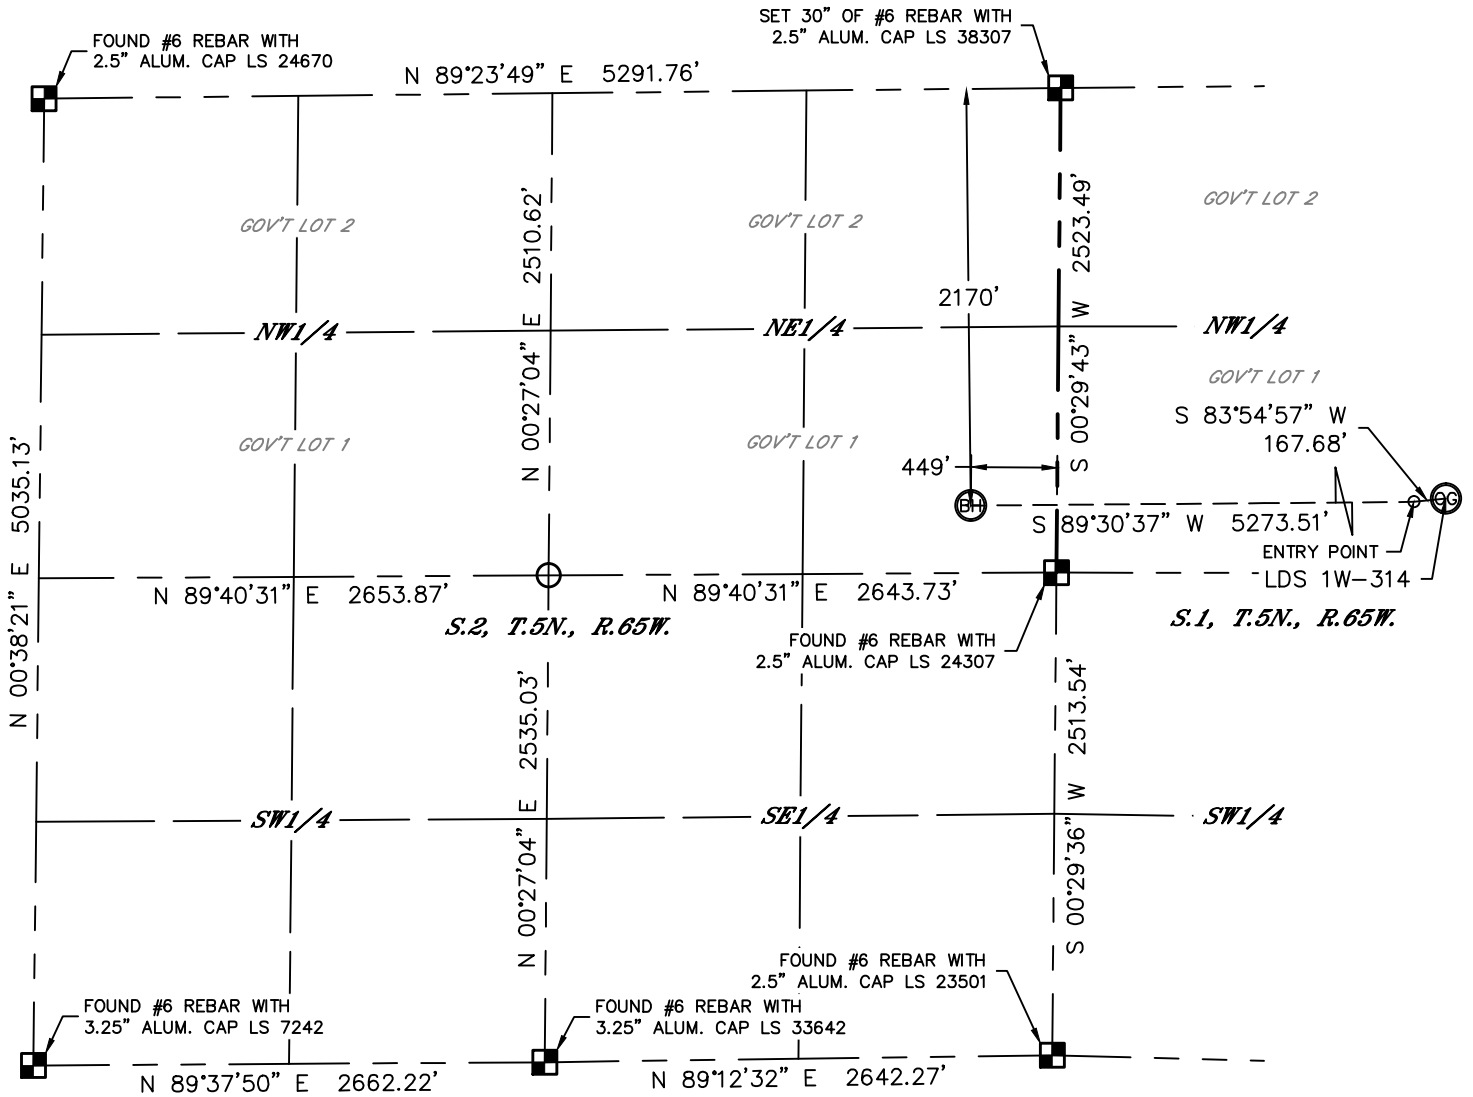 SET 30" OF #6 REBAR WITH
2.5" ALUM. CAP LS 38307
FOUND #6 REBAR WITH
2.5" ALUM. CAP LS 24670
N 89°23'49" E 5291.76'
GOV'T LOT 2
GOV'T LOT 2
GOV'T LOT 2
N 00°27'04" E 2510.62'
S 00°29'43" W 2523.49'
2170'
NW1/4
NE1/4
NW1/4
GOV'T LOT 1
GOV'T LOT 1
GOV'T LOT 1
S 83°54'57" W
167.68'
449'
BH
OG
S 89°30'37" W 5273.51'
ENTRY POINT
LDS 1W-314
N 00°38'21" E 5035.13'
N 89°40'31" E 2653.87'
N 89°40'31" E 2643.73'
S.2, T.5N., R.65W.
S.1, T.5N., R.65W.
FOUND #6 REBAR WITH
2.5" ALUM. CAP LS 24307
N 00°27'04" E 2535.03'
S 00°29'36" W 2513.54'
SW1/4
SE1/4
SW1/4
FOUND #6 REBAR WITH
2.5" ALUM. CAP LS 23501
FOUND #6 REBAR WITH
3.25" ALUM. CAP LS 7242
FOUND #6 REBAR WITH
3.25" ALUM. CAP LS 33642
N 89°37'50" E 2662.22'
N 89°12'32" E 2642.27'